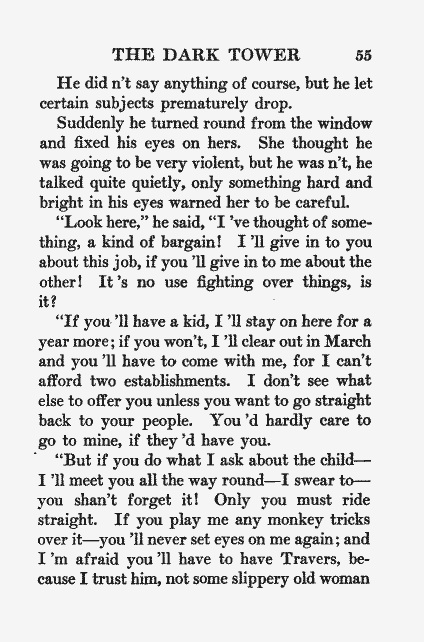 THE DARK TOWER 55
He did n't say anything of course, but he let
certain subjects prematurely drop.
Suddenly he turned round from the window
and fixed his eyes on hers. She thought he
was going to be very violent, but he was n't, he
talked quite quietly, only something hard and
bright in his eyes warned her to be careful.
"Look here," he said, "I 've thought of some-
thing, a kind of bargain! I 'll give in to you
about this job, if you 'll give in to me about the
other! It 's no use fighting over things, is
it?
"If you 'll have a kid, I 'll stay on here for a
year more; if you won't, I 'll clear out in March
and you 'll have to come with me, for I can't
afford two establishments. I don't see what
else to offer you unless you want to go straight
back to your people. You 'd hardly care to
go to mine, if they 'd have you.
"But if you do what I ask about the child—
I 'll meet you all the way round—I swear to—
you shan't forget it! Only you must ride
straight. If you play me any monkey tricks
over it—you 'll never set eyes on me again; and
I 'm afraid you 'll have to have Travers, be-
cause I trust him, not some slippery old woman